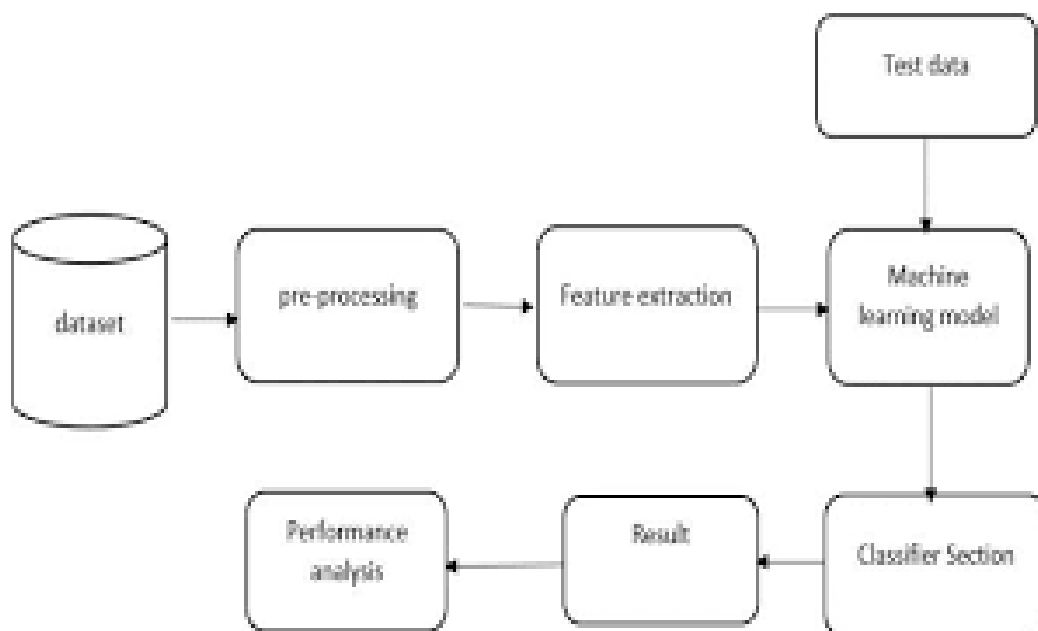 Test data
dataset
pre-processing
Feature extraction
Machine
learning model
Performance
analysis
Result
Classifier Section